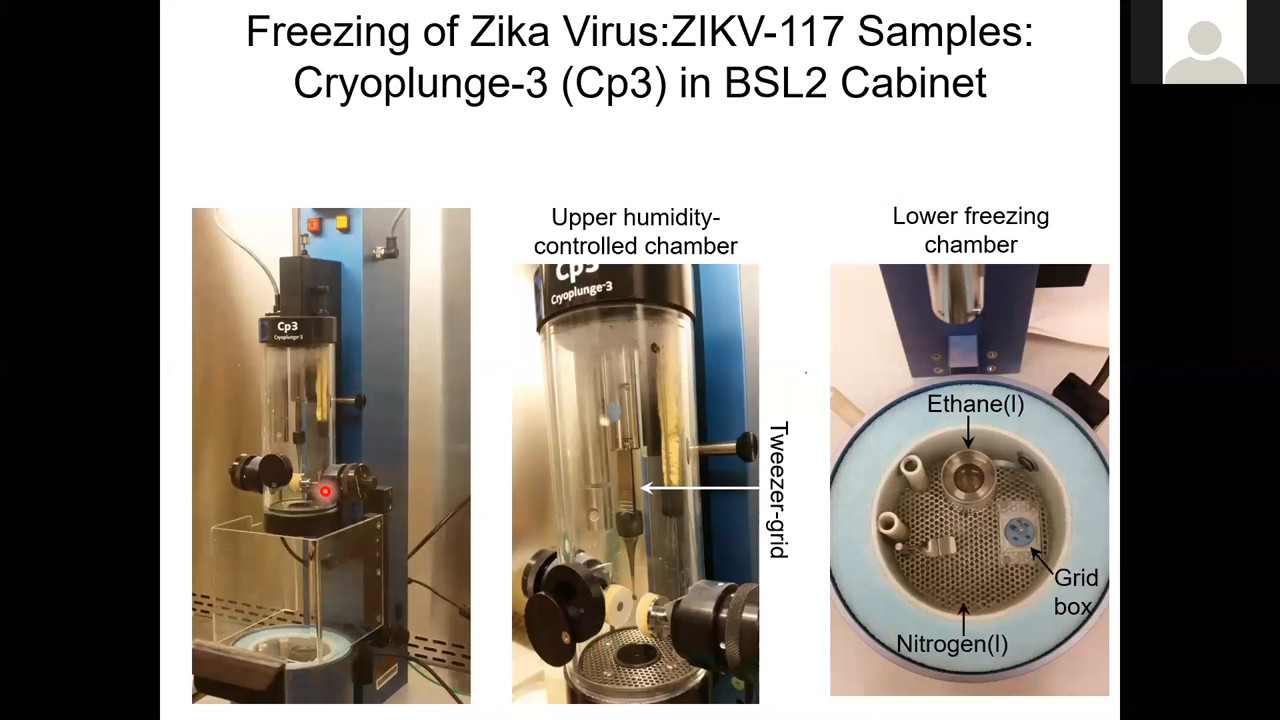 Freezing of Zika Virus:ZIKV-117 Samples:
Cryoplunge-3 (Cp3) in BSL2 Cabinet
Upper humidity-
controlled chamber
Lower freezing
chamber
Cp3
Cryoplunge-3
Cp3
Cryoplunge-3
Tweezer-grid
Ethane(l)
Grid
box
Nitrogen(l)